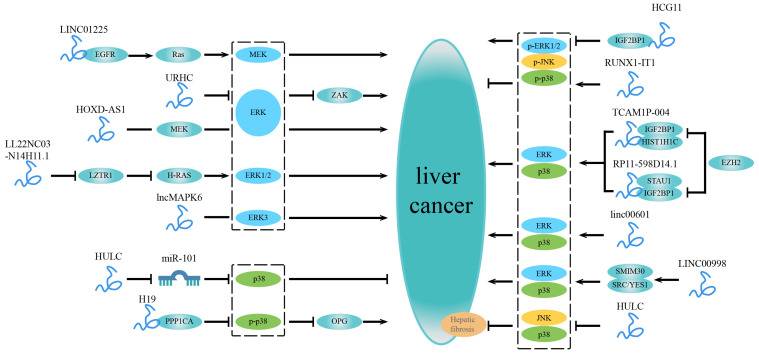 LINC01225
EGFR
Ras
MEK
URHC
ERK
ZAK
HOXD-AS1
MEK
LL22NC03
-N14H11.1
LZTR1
H-RAS
ERK1/2
lncMAPK6
ERK3
HULC
miR-101
p38
H19
PPP1CA
p-p38
OPG
liver
cancer
Hepatic
fibrosis
HCG11
p-ERK1/2
IGF2BP1
p-JNK
RUNX1-IT1
p-p38
TCAM1P-004
IGF2BP1
HIST1H1C
ERK
p38
EZH2
RP11-598D14.1
STAU1
IGF2BP1
linc00601
ERK
p38
LINC00998
ERK
SMIM30
p38
SRC/YES1
HULC
JNK
p38